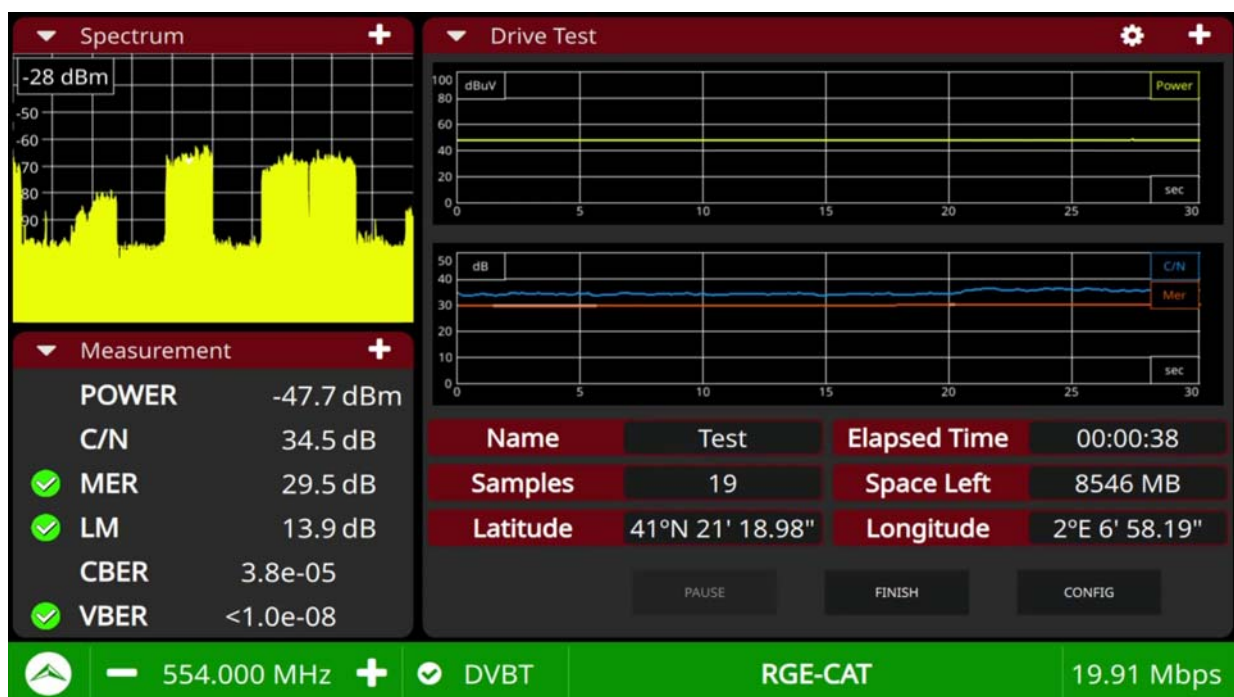 Spectrum
-28 dBm
-50
-60
-70
80
90
Measurement
POWER -47.7 dBm
C/N 34.5 dB
MER 29.5 dB
LM 13.9 dB
CBER 3.8e-05
VBER <1.0e-08
Drive Test
100 dBuV Power
80
60
40
20 sec
0
0 5 10 15 20 25 30
50 dB C/N
40
30 Mer
20
10 sec
0
0 5 10 15 20 25 30
Name Test Elapsed Time 00:00:38
Samples 19 Space Left 8546 MB
Latitude 41ºN 21' 18.98" Longitude 2ºE 6' 58.19"
PAUSE FINISH CONFIG
554.000 MHz DVBT RGE-CAT 19.91 Mbps